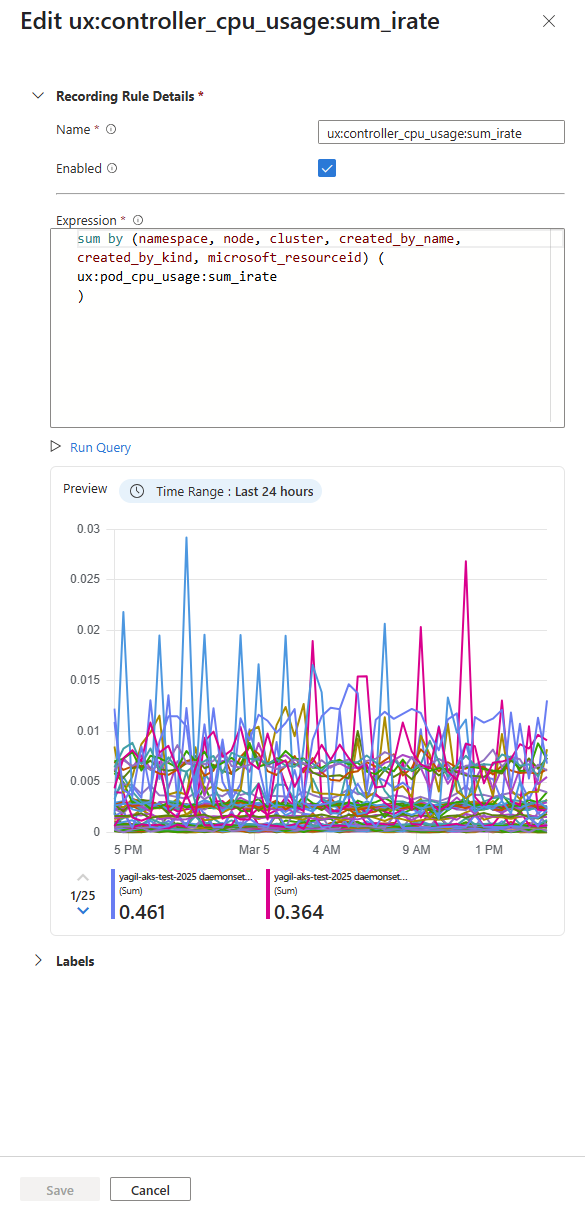 Edit ux:controller_cpu_usage:sum_irate
Recording Rule Details *
Name *
ux:controller_cpu_usage:sum_irate
Enabled
Expression *
sum by (namespace, node, cluster, created_by_name,
created_by_kind, microsoft_resourceid) (
ux:pod_cpu_usage:sum_irate
)
Run Query
Preview
Time Range : Last 24 hours
0.03
0.025
0.02
0.015
0.01
0.005
0
5 PM Mar 5 4 AM 9 AM 1 PM
1/25
yagil-aks-test-2025 daemonset...
(Sum)
0.461
yagil-aks-test-2025 daemonset...
(Sum)
0.364
Labels
Save
Cancel